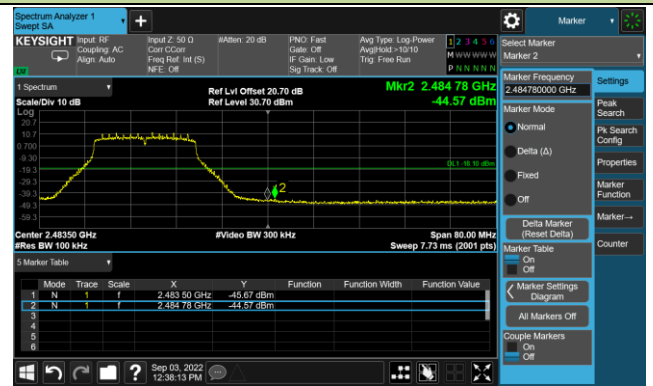 Spectrum Analyzer 1
Swept SA
Marker
KEYSIGHT
Input: RF
Coupling: AC
Align: Auto
Input Z: 50 Ω
Corr CCorr
Freq Ref: Int (S)
NFE: Off
#Atten: 20 dB
PNO: Fast
Gate: Off
IF Gain: Low
Sig Track: Off
Avg Type: Log-Power
Avg|Hold:>10/10
Trig: Free Run
1 2 3 4 5 6
M W W W W W
P N N N N N
Select Marker
Marker 2
1 Spectrum
Scale/Div 10 dB
Ref Lvl Offset 20.70 dB
Ref Level 30.70 dBm
Mkr2 2.484 78 GHz
-44.57 dBm
Log
20.7
10.7
0.700
-9.30
-19.3
-29.3
-39.3
-49.3
-59.3
DL1 -18.10 dBm
2
Center 2.48350 GHz
#Res BW 100 kHz
#Video BW 300 kHz
Span 80.00 MHz
Sweep 7.73 ms (2001 pts)
5 Marker Table
Mode Trace Scale X Y Function Function Width Function Value
1 N 1 f 2.483 50 GHz -45.67 dBm
2 N 1 f 2.484 78 GHz -44.57 dBm
3
4
5
6
Marker Frequency
2.484780000 GHz
Marker Mode
Normal
Delta (Δ)
Fixed
Off
Delta Marker
(Reset Delta)
Marker Table
On
Off
Marker Settings
Diagram
All Markers Off
Couple Markers
On
Off
Settings
Peak
Search
Pk Search
Config
Properties
Marker
Function
Marker→
Counter
Sep 03, 2022
12:38:13 PM